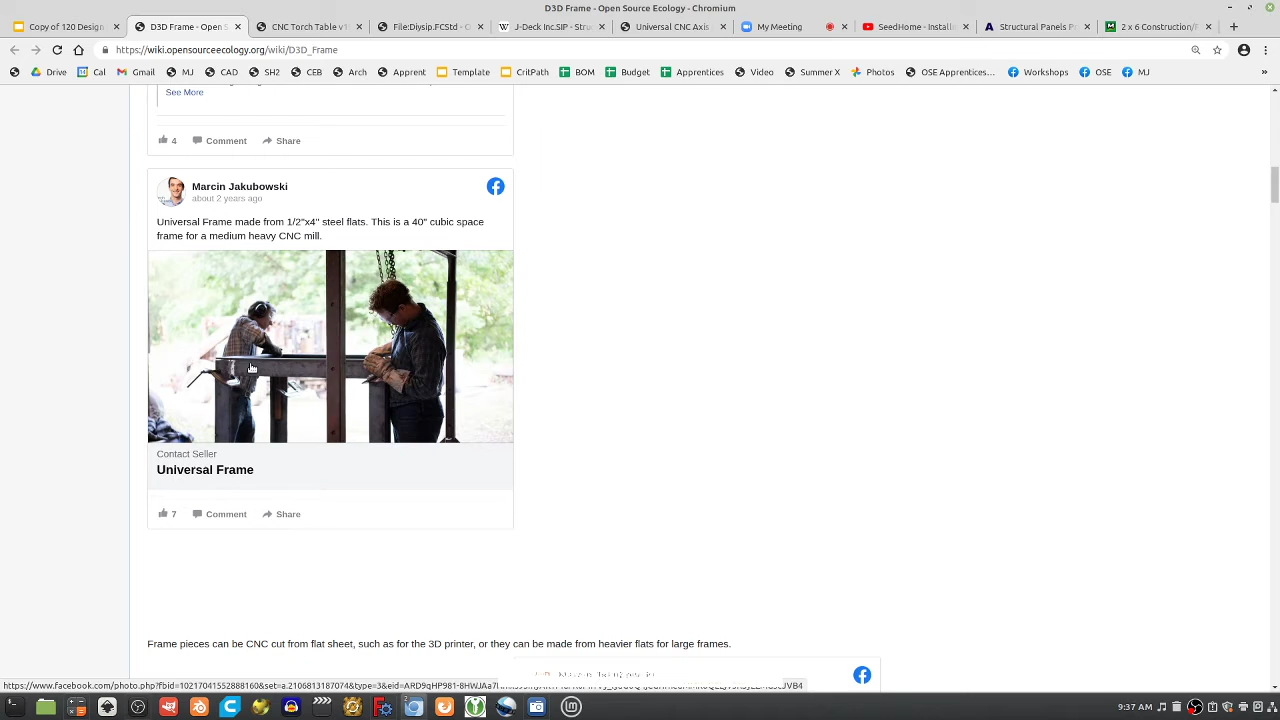 D3D Frame - Open Source Ecology - Chromium
Copy of 120 Design
D3D Frame - Open S
CNC Torch Table v1
File:Divsip.FCStd - O
J-Deck Inc.SIP - Stru
Universal CNC Axis
My Meeting
SeedHome - Install
Structural Panels Po
2 x 6 Construction/F
https://wiki.opensourceecology.org/wiki/D3D_Frame
Drive
Cal
Gmail
MJ
CAD
SH2
CEB
Arch
Apprent
Template
CritPath
BOM
Budget
Apprentices
Video
Summer X
Photos
OSE Apprentices…
Workshops
OSE
MJ
»
See More
4 Comment Share
Marcin Jakubowski
about 2 years ago
Universal Frame made from 1/2"x4" steel flats. This is a 40" cubic space
frame for a medium heavy CNC mill.
Contact Seller
Universal Frame
7 Comment Share
Frame pieces can be CNC cut from flat sheet, such as for the 3D printer, or they can be made from heavier flats for large frames.
9:37 AM